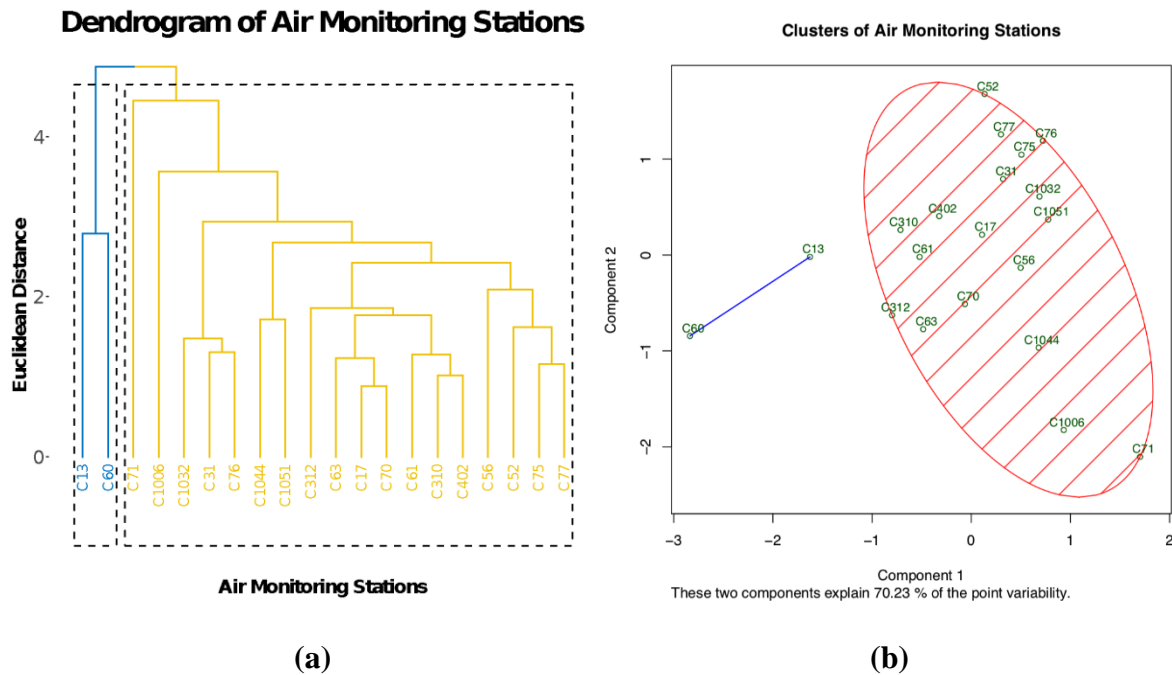 Dendrogram of Air Monitoring Stations
4
2
0
Euclidean Distance
C13
C60
C71
C1006
C1032
C31
C76
C1044
C1051
C312
C63
C17
C70
C61
C310
C402
C56
C52
C75
C77
Air Monitoring Stations
(a)
Clusters of Air Monitoring Stations
Component 2
1
0
−1
−2
C52
C77
C76
C75
C31
C1032
C402
C1051
C310
C17
C61
C13
C56
C70
C312
C63
C60
C1044
C1006
C71
−3
−2
−1
0
1
2
Component 1
These two components explain 70.23 % of the point variability.
(b)